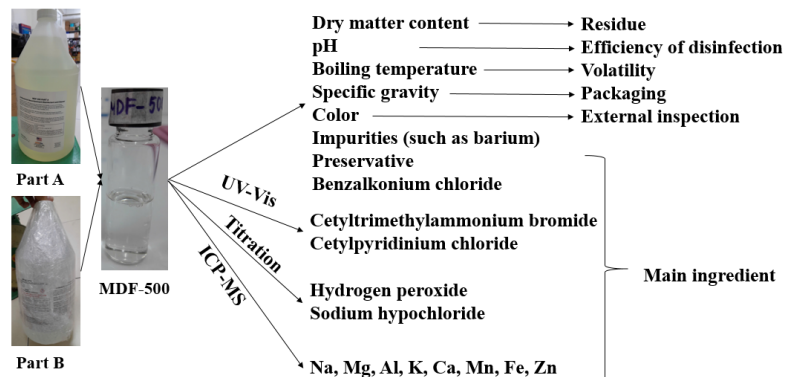 Dry matter content
Residue
pH
Efficiency of disinfection
Boiling temperature
Volatility
Specific gravity
Packaging
Color
External inspection
Impurities (such as barium)
Preservative
Benzalkonium chloride
UV-Vis
Cetyltrimethylammonium bromide
Cetylpyridinium chloride
Titration
Hydrogen peroxide
Sodium hypochloride
ICP-MS
Na, Mg, Al, K, Ca, Mn, Fe, Zn
Main ingredient
Part A
Part B
MDF-500